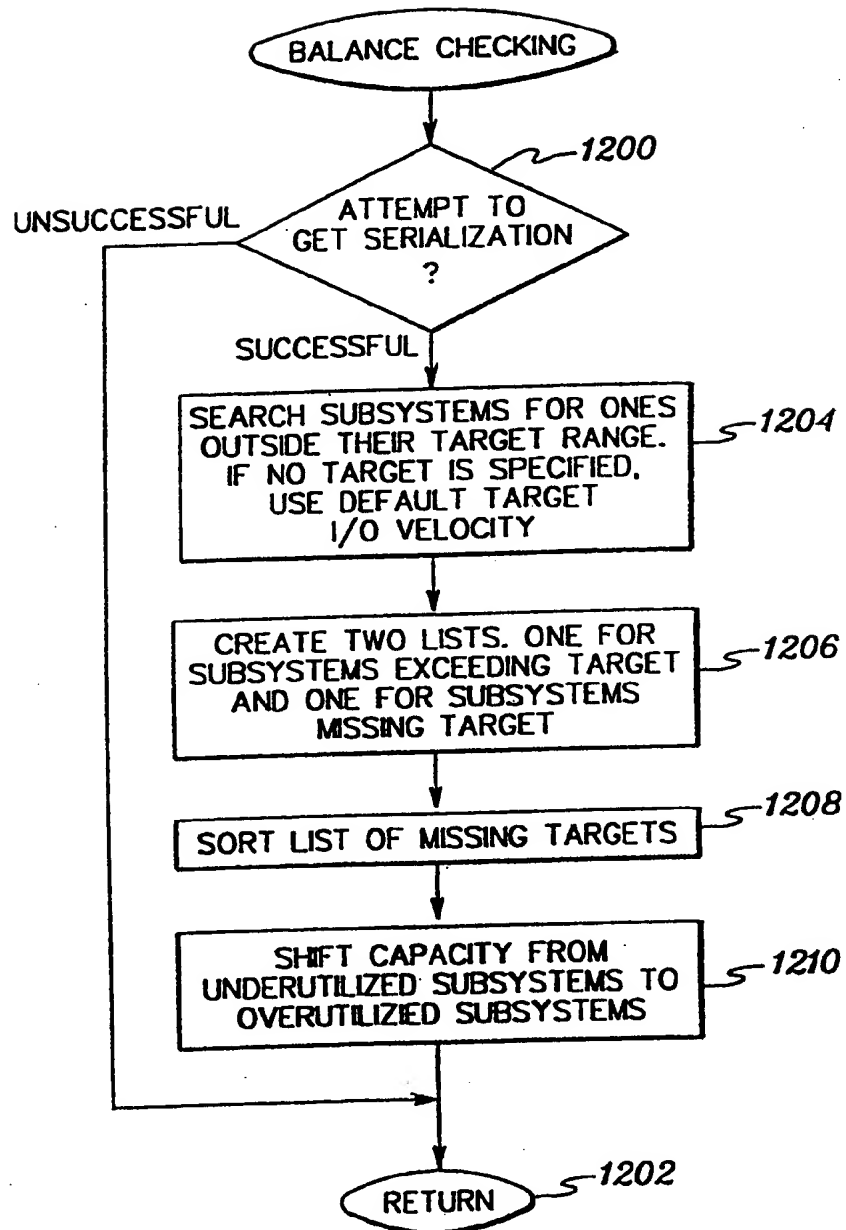 BALANCE CHECKING
1200
ATTEMPT TO
GET SERIALIZATION
?
UNSUCCESSFUL
SUCCESSFUL
SEARCH SUBSYSTEMS FOR ONES
OUTSIDE THEIR TARGET RANGE.
IF NO TARGET IS SPECIFIED,
USE DEFAULT TARGET
I/O VELOCITY
1204
CREATE TWO LISTS. ONE FOR
SUBSYSTEMS EXCEEDING TARGET
AND ONE FOR SUBSYSTEMS
MISSING TARGET
1206
SORT LIST OF MISSING TARGETS
1208
SHIFT CAPACITY FROM
UNDERUTILIZED SUBSYSTEMS TO
OVERUTILIZIED SUBSYSTEMS
1210
RETURN
1202